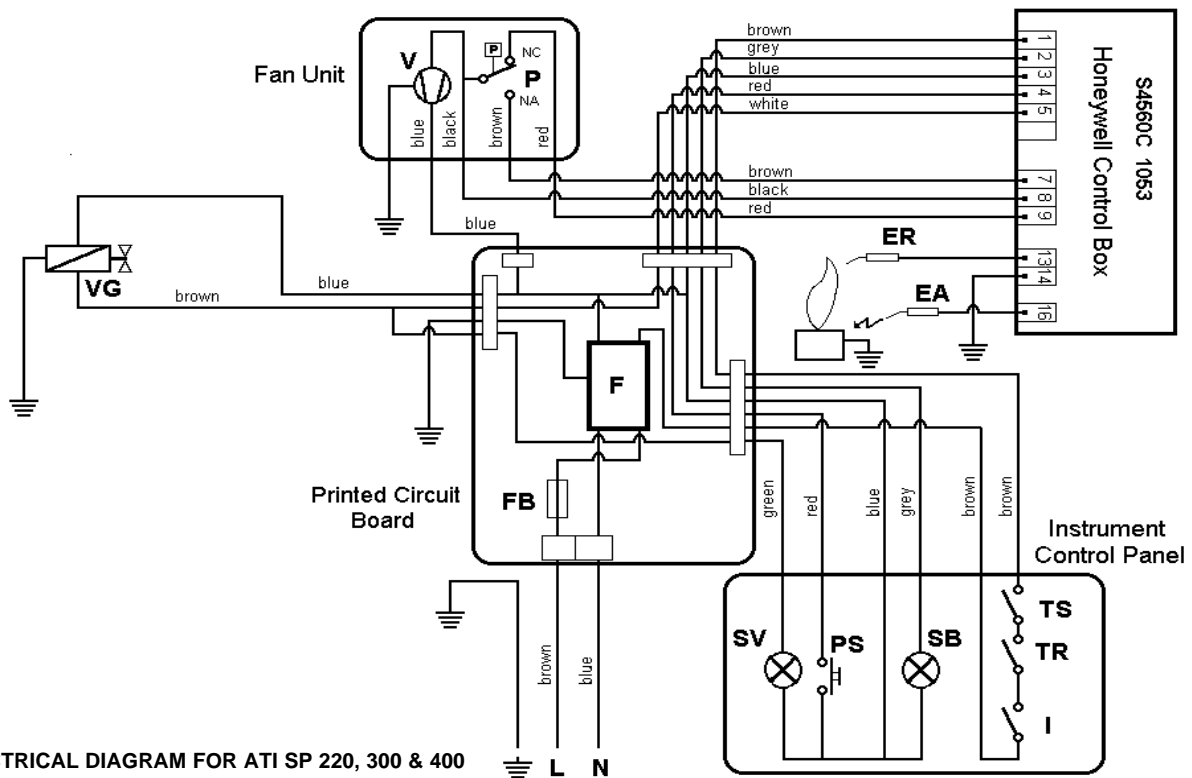 brown
grey
blue
red
white
1
2
3
4
5
S4560C 1053
Honeywell Control Box
Fan Unit
V
P
NC
P
NA
blue
black
brown
red
brown
black
red
7
8
9
blue
ER
13
14
EA
16
VG
blue
brown
F
Printed Circuit
Board
FB
green
red
blue
grey
brown
brown
Instrument
Control Panel
SV
PS
SB
TS
TR
I
brown
blue
TRICAL DIAGRAM FOR ATI SP 220, 300 & 400
L
N